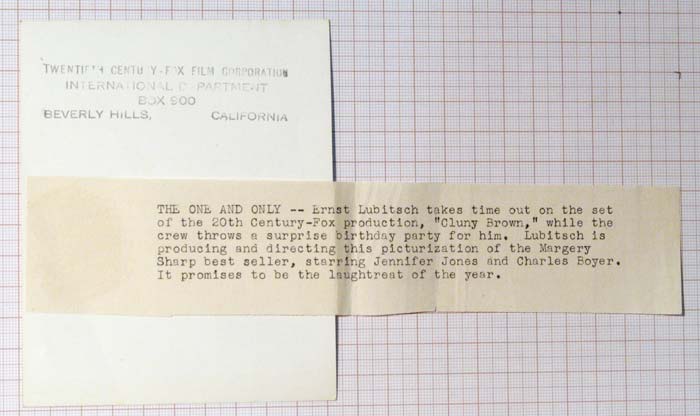 TWENTIETH CENTURY-FOX FILM CORPORATION
INTERNATIONAL DEPARTMENT
BOX 900
BEVERLY HILLS, CALIFORNIA
THE ONE AND ONLY -- Ernst Lubitsch takes time out on the set
of the 20th Century-Fox production, "Cluny Brown," while the
crew throws a surprise birthday party for him. Lubitsch is
producing and directing this picturization of the Margery
Sharp best seller, starring Jennifer Jones and Charles Boyer.
It promises to be the laughtreat of the year.